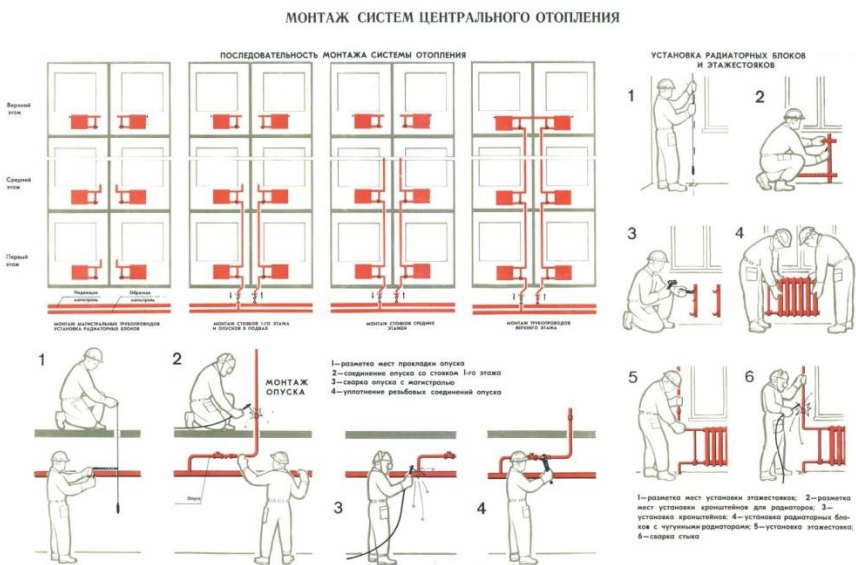 МОНТАЖ СИСТЕМ ЦЕНТРАЛЬНОГО ОТОПЛЕНИЯ
ПОСЛЕДОВАТЕЛЬНОСТЬ МОНТАЖА СИСТЕМЫ ОТОПЛЕНИЯ
Верхний
этаж
Средний
этаж
Первый
этаж
Подающая
магистраль
Обратная
магистраль
МОНТАЖ МАГИСТРАЛЬНЫХ ТРУБОПРОВОДОВ
УСТАНОВКА РАДИАТОРНЫХ БЛОКОВ
МОНТАЖ СТОЯКОВ 1-ГО ЭТАЖА
И ОПУСКОВ В ПОДВАЛ
МОНТАЖ СТОЯКОВ СРЕДНИХ
ЭТАЖЕЙ
МОНТАЖ ТРУБОПРОВОДОВ
ВЕРХНЕГО ЭТАЖА
1
2
МОНТАЖ
ОПУСКА
1—разметка мест прокладки опуска
2—соединение опуска со стояком 1-го этажа
3—сварка опуска с магистралью
4—уплотнение резьбовых соединений опуска
Опуск
3
4
УСТАНОВКА РАДИАТОРНЫХ БЛОКОВ
И ЭТАЖЕСТОЯКОВ
1
2
3
4
5
6
1—разметка мест установки этажестояков; 2—разметка
мест установки кронштейнов для радиаторов; 3—
установка кронштейнов; 4—установка радиаторных бло-
ков с чугунными радиаторами; 5—установка этажестояка;
6—сварка стыка